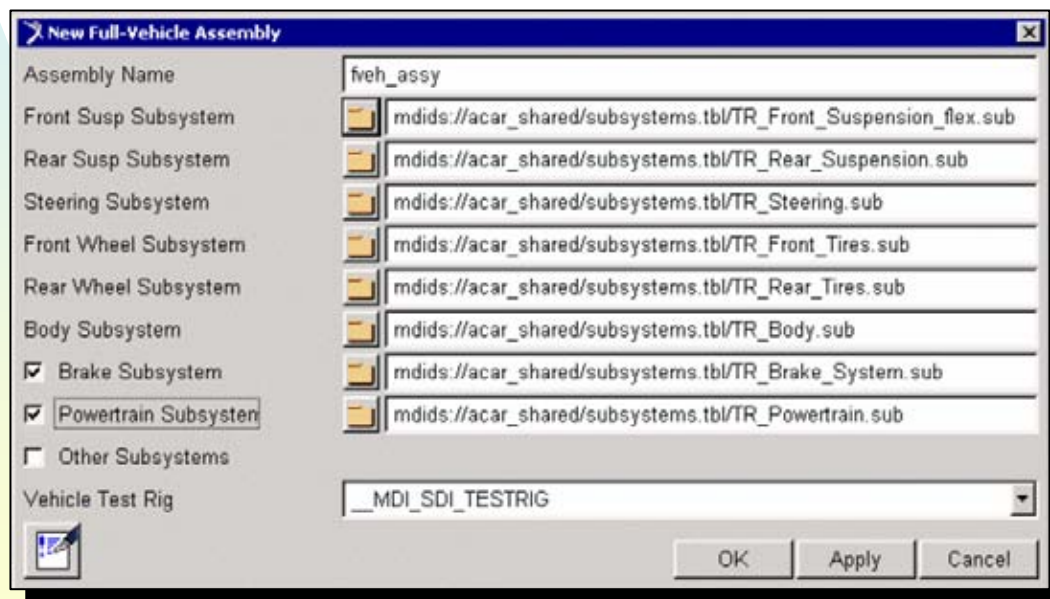 New Full-Vehicle Assembly
Assembly Name fveh_assy
Front Susp Subsystem mdids://acar_shared/subsystems.tbl/TR_Front_Suspension_flex.sub
Rear Susp Subsystem mdids://acar_shared/subsystems.tbl/TR_Rear_Suspension.sub
Steering Subsystem mdids://acar_shared/subsystems.tbl/TR_Steering.sub
Front Wheel Subsystem mdids://acar_shared/subsystems.tbl/TR_Front_Tires.sub
Rear Wheel Subsystem mdids://acar_shared/subsystems.tbl/TR_Rear_Tires.sub
Body Subsystem mdids://acar_shared/subsystems.tbl/TR_Body.sub
Brake Subsystem mdids://acar_shared/subsystems.tbl/TR_Brake_System.sub
Powertrain Subsysten mdids://acar_shared/subsystems.tbl/TR_Powertrain.sub
Other Subsystems
Vehicle Test Rig __MDI_SDI_TESTRIG
OK Apply Cancel